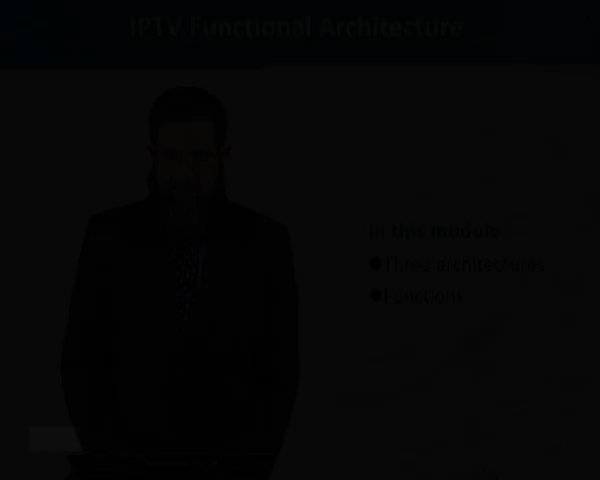 IPTV Functional Architecture
In this module
●Three architectures
●Functions